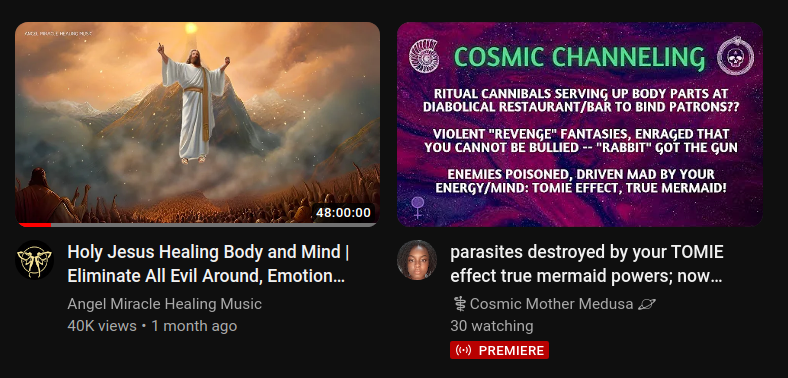 ANGEL MIRACLE HEALING MUSIC
48:00:00
Holy Jesus Healing Body and Mind |
Eliminate All Evil Around, Emotion...
Angel Miracle Healing Music
40K views • 1 month ago
COSMIC CHANNELING
RITUAL CANNIBALS SERVING UP BODY PARTS AT
DIABOLICAL RESTAURANT/BAR TO BIND PATRONS??
VIOLENT "REVENGE" FANTASIES, ENRAGED THAT
YOU CANNOT BE BULLIED -- "RABBIT" GOT THE GUN
ENEMIES POISONED, DRIVEN MAD BY YOUR
ENERGY/MIND: TOMIE EFFECT, TRUE MERMAID!
parasites destroyed by your TOMIE
effect true mermaid powers; now...
⚕Cosmic Mother Medusa 🪐
30 watching
PREMIERE